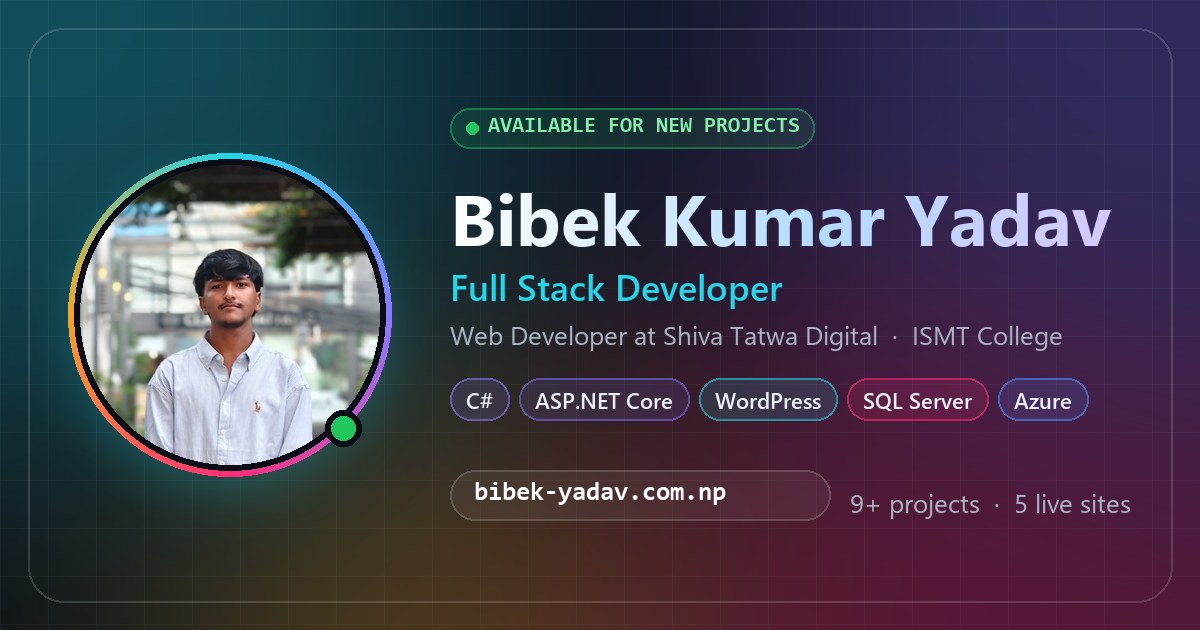 AVAILABLE FOR NEW PROJECTS
Bibek Kumar Yadav
Full Stack Developer
Web Developer at Shiva Tatwa Digital · ISMT College
C# ASP.NET Core WordPress SQL Server Azure
bibek-yadav.com.np
9+ projects · 5 live sites